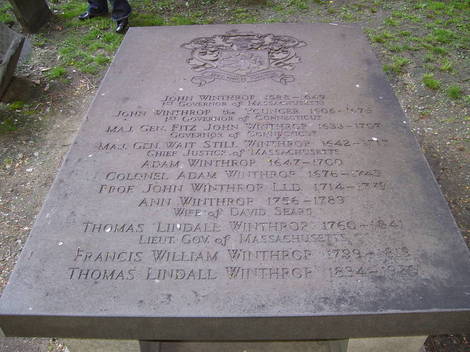 JOHN WINTHROP 1588-1649
1ST GOVERNOR OF MASSACHUSETTS
JOHN WINTHROP THE YOUNGER 1606-1676
1ST GOVERNOR OF CONNECTICUT
MAJ. GEN. FITZ JOHN WINTHROP 1707
GOVERNOR OF CONNECTICUT
MAJ. GEN. WAIT STILL WINTHROP 1642-
CHIEF JUSTICE OF MASSACHUSETTS
ADAM WINTHROP 1647-1700
COLONEL ADAM WINTHROP 1676-1743
PROF. JOHN WINTHROP L.L.D. 1714-1779
ANN WINTHROP 1756-1789
WIFE OF DAVID SEARS
THOMAS LINDALL WINTHROP 1760-1841
LIEUT. GOV. OF MASSACHUSETTS
FRANCIS WILLIAM WINTHROP
THOMAS LINDALL WINTHROP 1834-